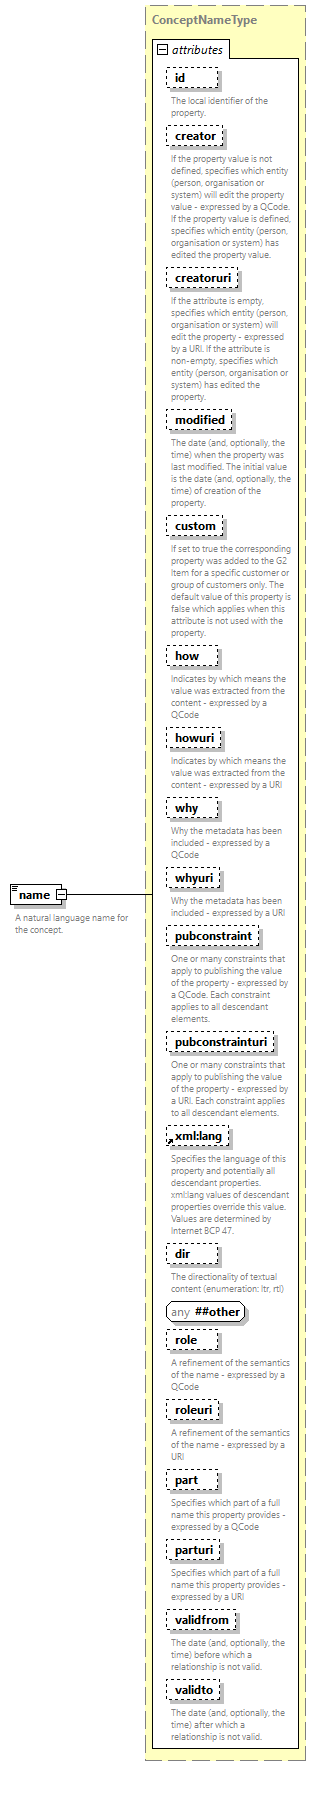 ConceptNameType
attributes
id
The local identifier of the
property.
creator
If the property value is not
defined, specifies which entity
(person, organisation or
system) will edit the property
value - expressed by a QCode.
If the property value is defined,
specifies which entity (person,
organisation or system) has
edited the property value.
creatoruri
If the attribute is empty,
specifies which entity (person,
organisation or system) will
edit the property - expressed
by a URI. If the attribute is
non-empty, specifies which
entity (person, organisation or
system) has edited the
property.
modified
The date (and, optionally, the
time) when the property was
last modified. The initial value
is the date (and, optionally, the
time) of creation of the
property.
custom
If set to true the corresponding
property was added to the G2
Item for a specific customer or
group of customers only. The
default value of this property is
false which applies when this
attribute is not used with the
property.
how
Indicates by which means the
value was extracted from the
content - expressed by a
QCode
howuri
Indicates by which means the
value was extracted from the
content - expressed by a URI
why
Why the metadata has been
included - expressed by a
QCode
whyuri
Why the metadata has been
included - expressed by a URI
name
A natural language name for
the concept.
pubconstraint
One or many constraints that
apply to publishing the value
of the property - expressed by
a QCode. Each constraint
applies to all descendant
elements.
pubconstrainturi
One or many constraints that
apply to publishing the value
of the property - expressed by
a URI. Each constraint applies
to all descendant elements.
xml:lang
Specifies the language of this
property and potentially all
descendant properties.
xml:lang values of descendant
properties override this value.
Values are determined by
Internet BCP 47.
dir
The directionality of textual
content (enumeration: ltr, rtl)
any ##other
role
A refinement of the semantics
of the name - expressed by a
QCode
roleuri
A refinement of the semantics
of the name - expressed by a
URI
part
Specifies which part of a full
name this property provides -
expressed by a QCode
parturi
Specifies which part of a full
name this property provides -
expressed by a URI
validfrom
The date (and, optionally, the
time) before which a
relationship is not valid.
validto
The date (and, optionally, the
time) after which a
relationship is not valid.